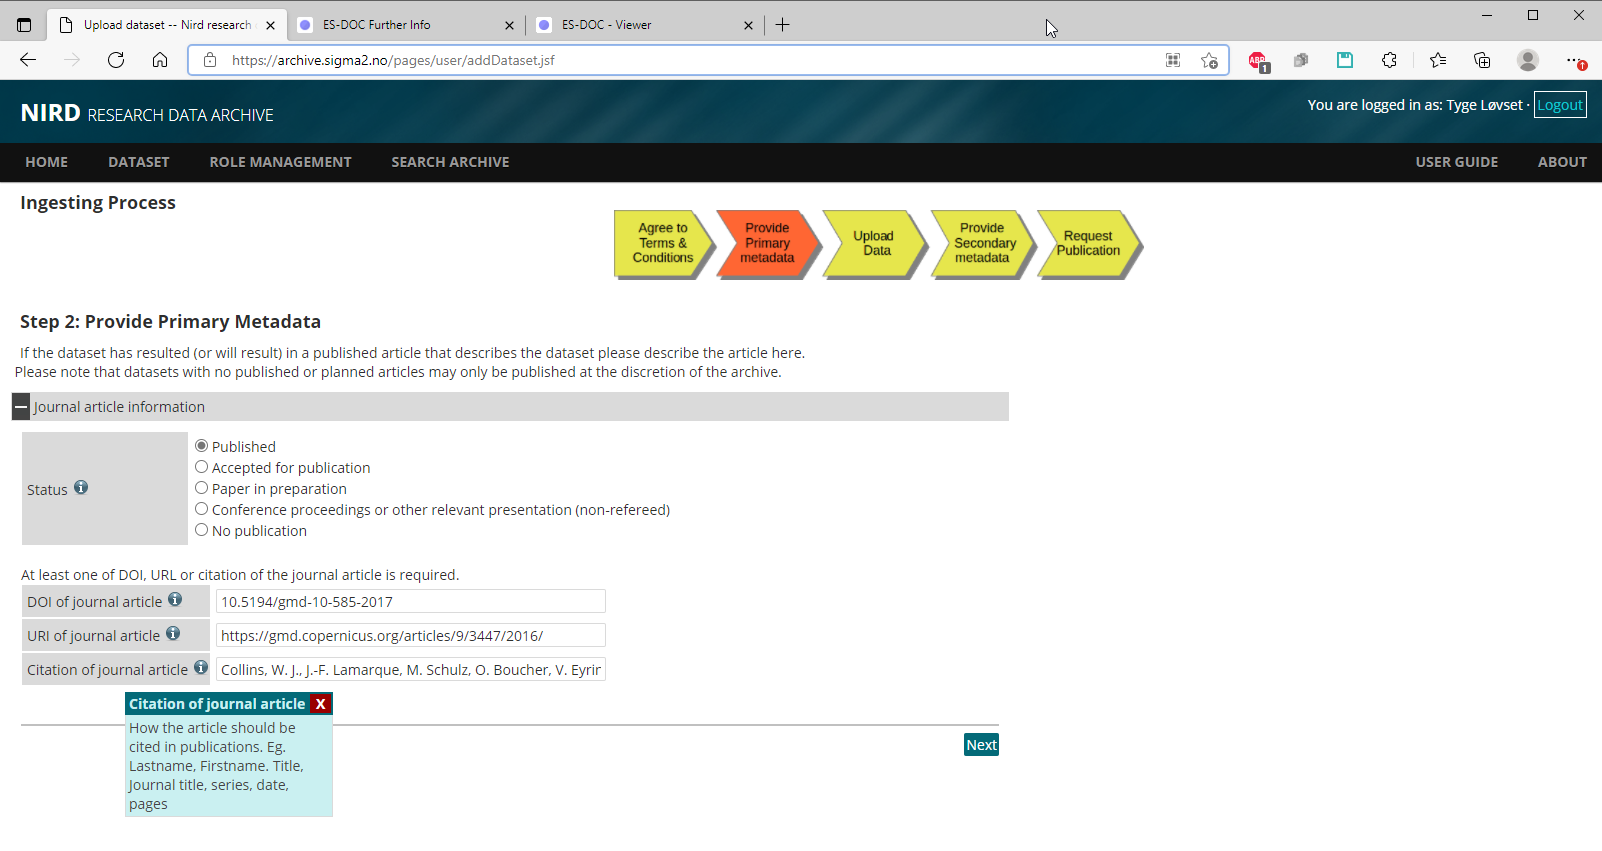 Upload dataset -- Nird research
ES-DOC Further Info
ES-DOC - Viewer
https://archive.sigma2.no/pages/user/addDataset.jsf
ABP
1
NIRD RESEARCH DATA ARCHIVE
You are logged in as: Tyge Løvset · Logout
HOME DATASET ROLE MANAGEMENT SEARCH ARCHIVE USER GUIDE ABOUT
Ingesting Process
Agree to
Terms &
Conditions
Provide
Primary
metadata
Upload
Data
Provide
Secondary
metadata
Request
Publication
Step 2: Provide Primary Metadata
If the dataset has resulted (or will result) in a published article that describes the dataset please describe the article here.
Please note that datasets with no published or planned articles may only be published at the discretion of the archive.
Journal article information
Status
Published
Accepted for publication
Paper in preparation
Conference proceedings or other relevant presentation (non-refereed)
No publication
At least one of DOI, URL or citation of the journal article is required.
DOI of journal article 10.5194/gmd-10-585-2017
URI of journal article https://gmd.copernicus.org/articles/9/3447/2016/
Citation of journal article Collins, W. J., J.-F. Lamarque, M. Schulz, O. Boucher, V. Eyrin
Citation of journal article X
How the article should be
cited in publications. Eg.
Lastname, Firstname. Title,
Journal title, series, date,
pages
Next